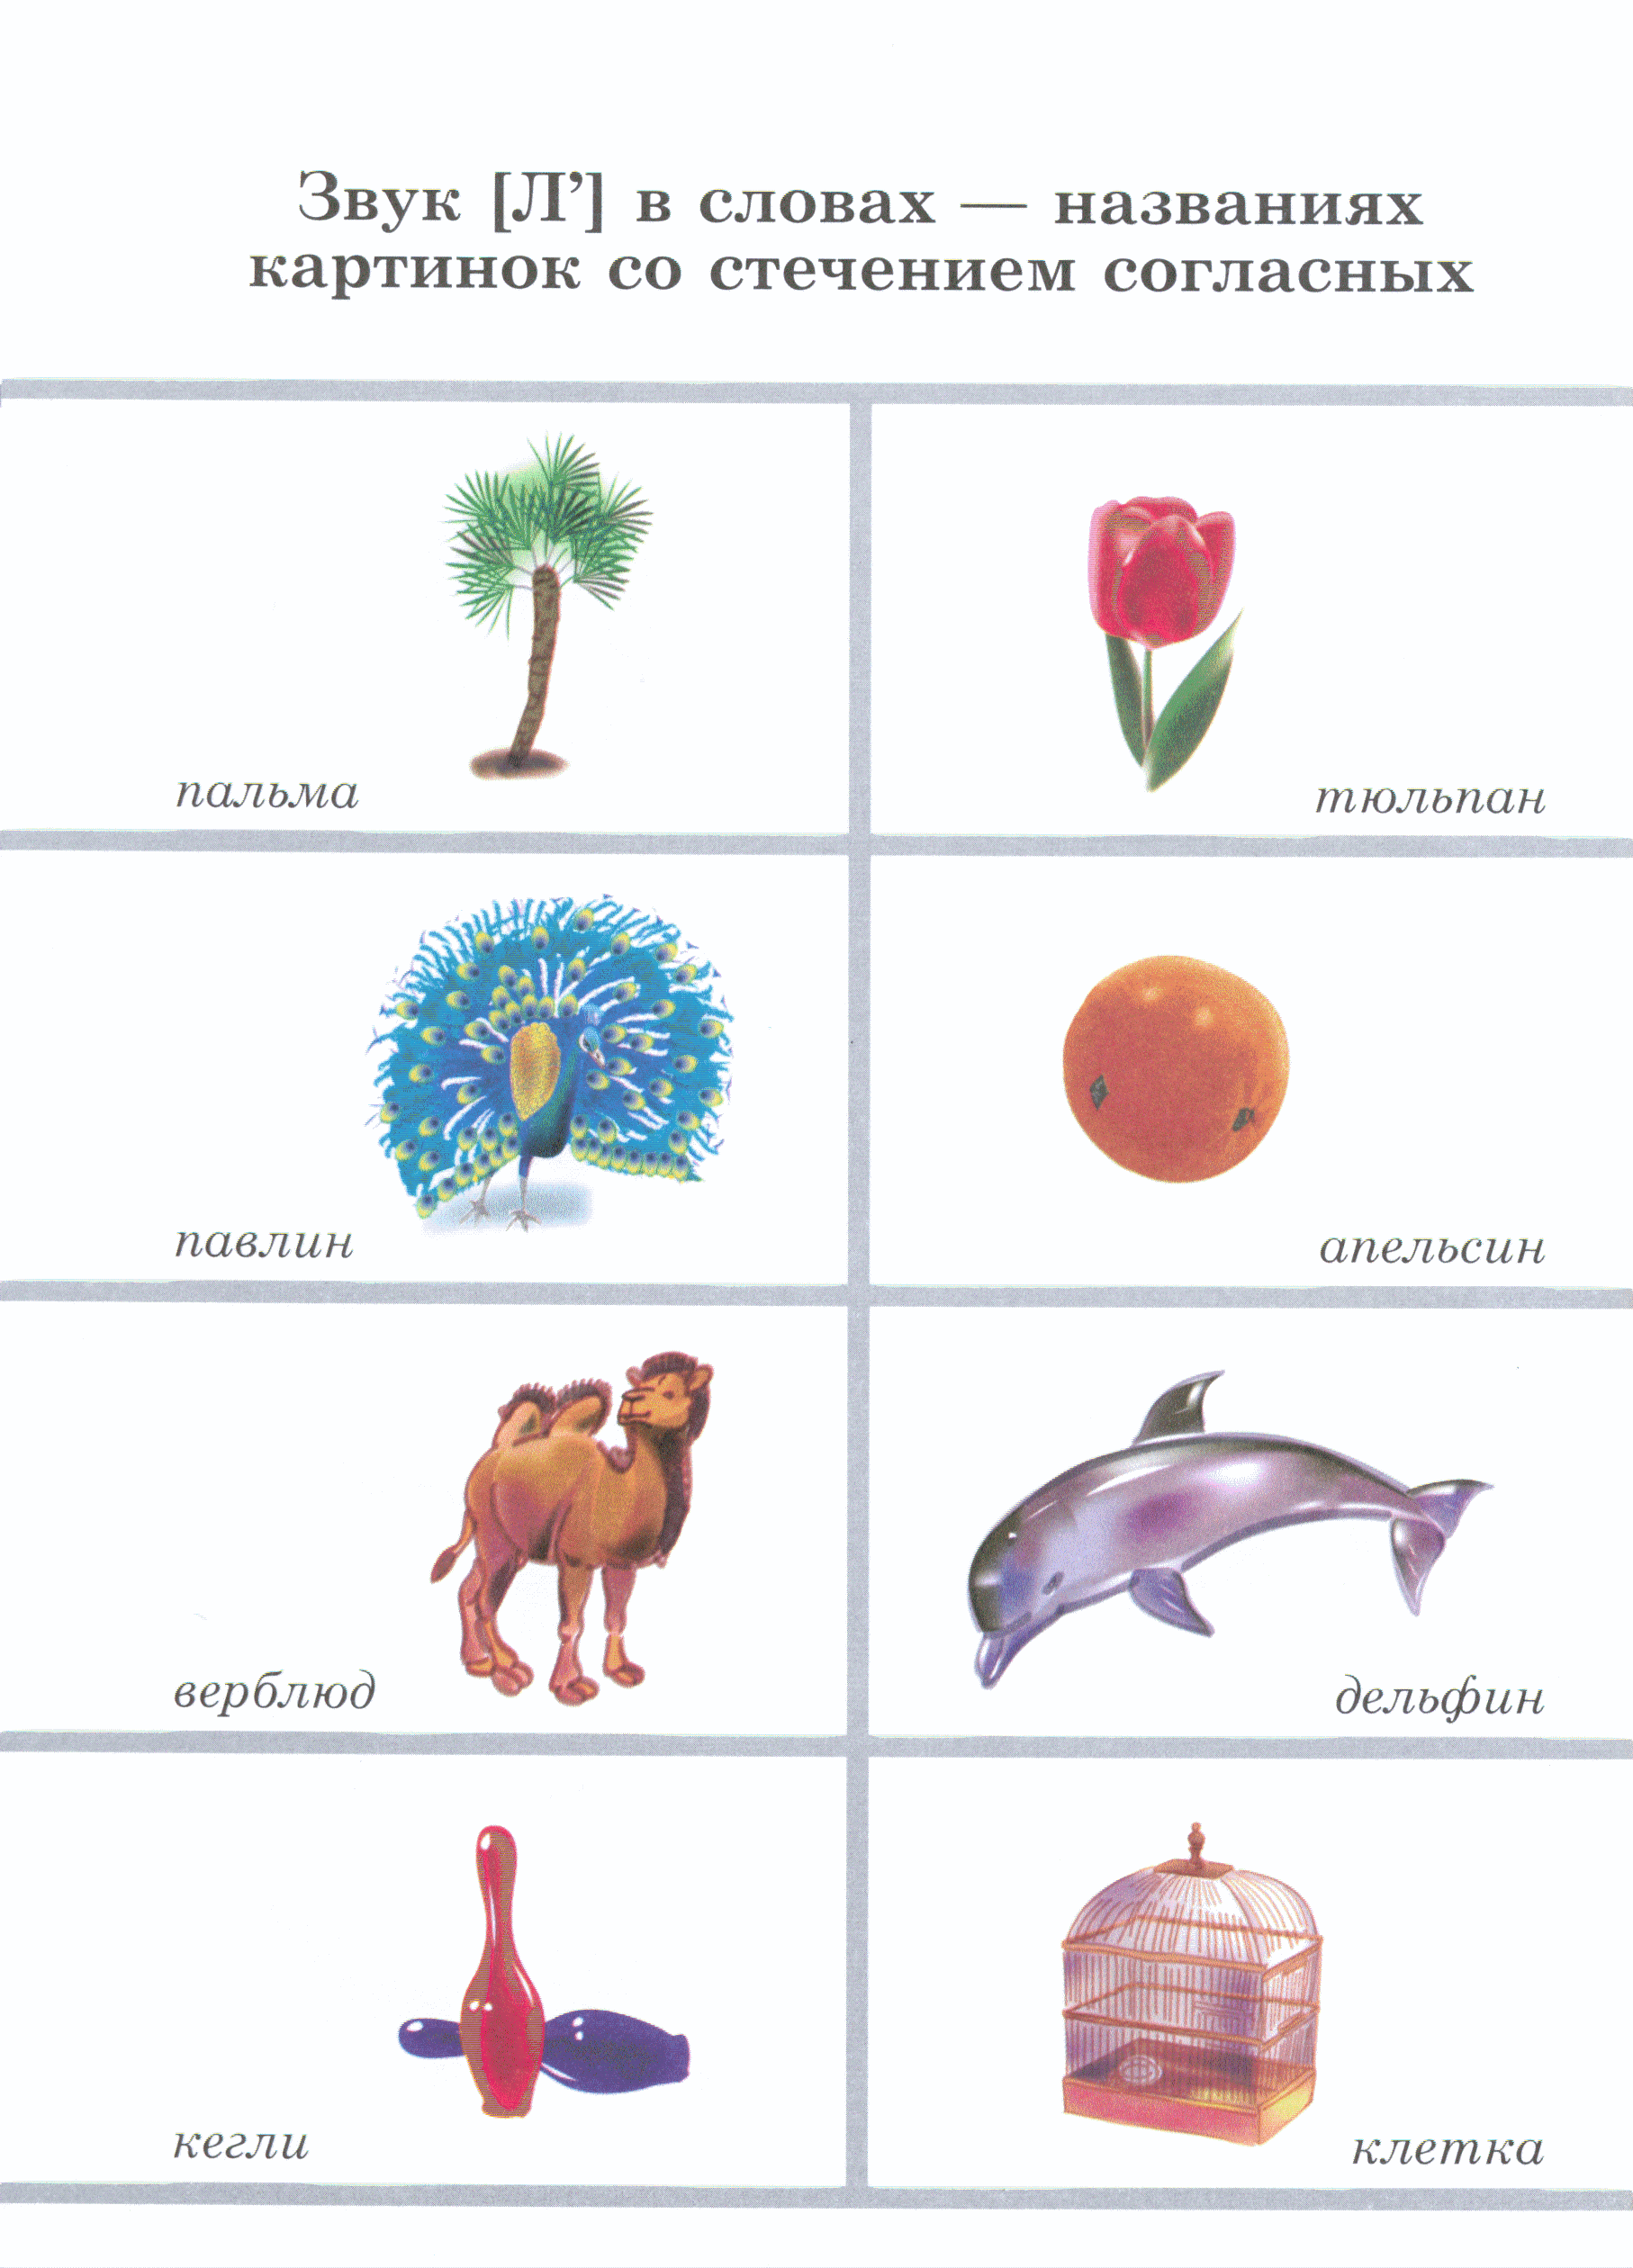 Звук [Л’] в словах — названиях
картинок со стечением согласных
пальма
тюльпан
павлин
апельсин
верблюд
дельфин
кегли
клетка